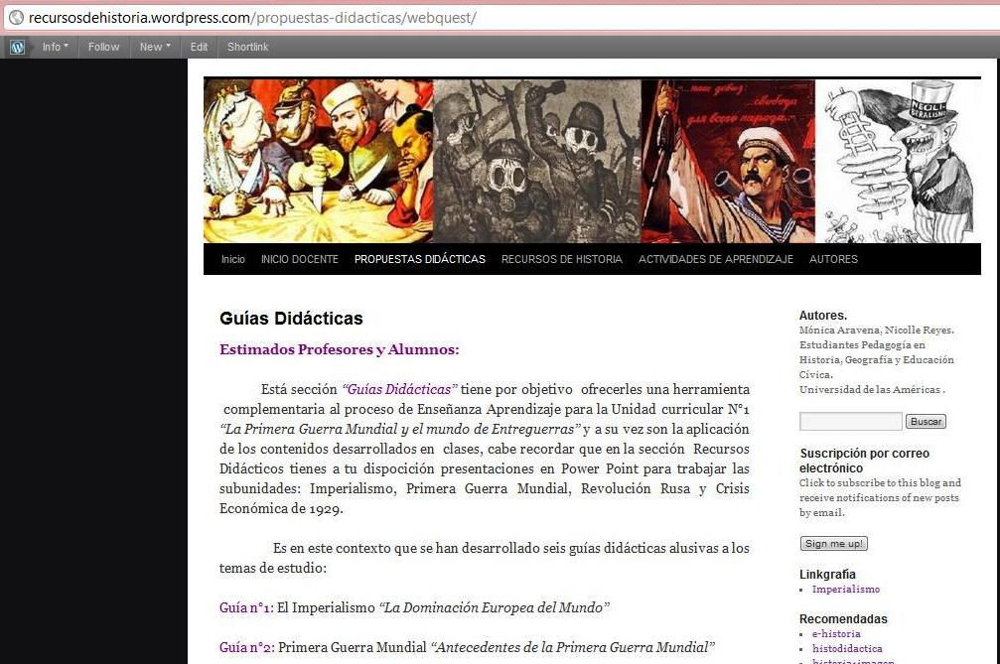 recursosdehistoria.wordpress.com/propuestas-didacticas/webquest/
Info Follow New Edit Shortlink
...наш девиз:
...свобода
для всего народа...
NEOLI-
BERALISMO
Inicio INICIO DOCENTE PROPUESTAS DIDÁCTICAS RECURSOS DE HISTORIA ACTIVIDADES DE APRENDIZAJE AUTORES
Guías Didácticas
Estimados Profesores y Alumnos:
Está sección “Guías Didácticas” tiene por objetivo ofrecerles una herramienta
complementaria al proceso de Enseñanza Aprendizaje para la Unidad curricular N°1
“La Primera Guerra Mundial y el mundo de Entreguerras” y a su vez son la aplicación
de los contenidos desarrollados en clases, cabe recordar que en la sección Recursos
Didácticos tienes a tu disposición presentaciones en Power Point para trabajar las
subunidades: Imperialismo, Primera Guerra Mundial, Revolución Rusa y Crisis
Económica de 1929.
Es en este contexto que se han desarrollado seis guías didácticas alusivas a los
temas de estudio:
Guía n°1: El Imperialismo “La Dominación Europea del Mundo”
Guía n°2: Primera Guerra Mundial “Antecedentes de la Primera Guerra Mundial”
Autores.
Mónica Aravena, Nicolle Reyes.
Estudiantes Pedagogía en
Historia, Geografía y Educación
Cívica.
Universidad de las Américas .
Buscar
Suscripción por correo
electrónico
Click to subscribe to this blog and
receive notifications of new posts
by email.
Sign me up!
Linkgrafía
Imperialismo
Recomendadas
e-historia
histodidactica
historia+imagen